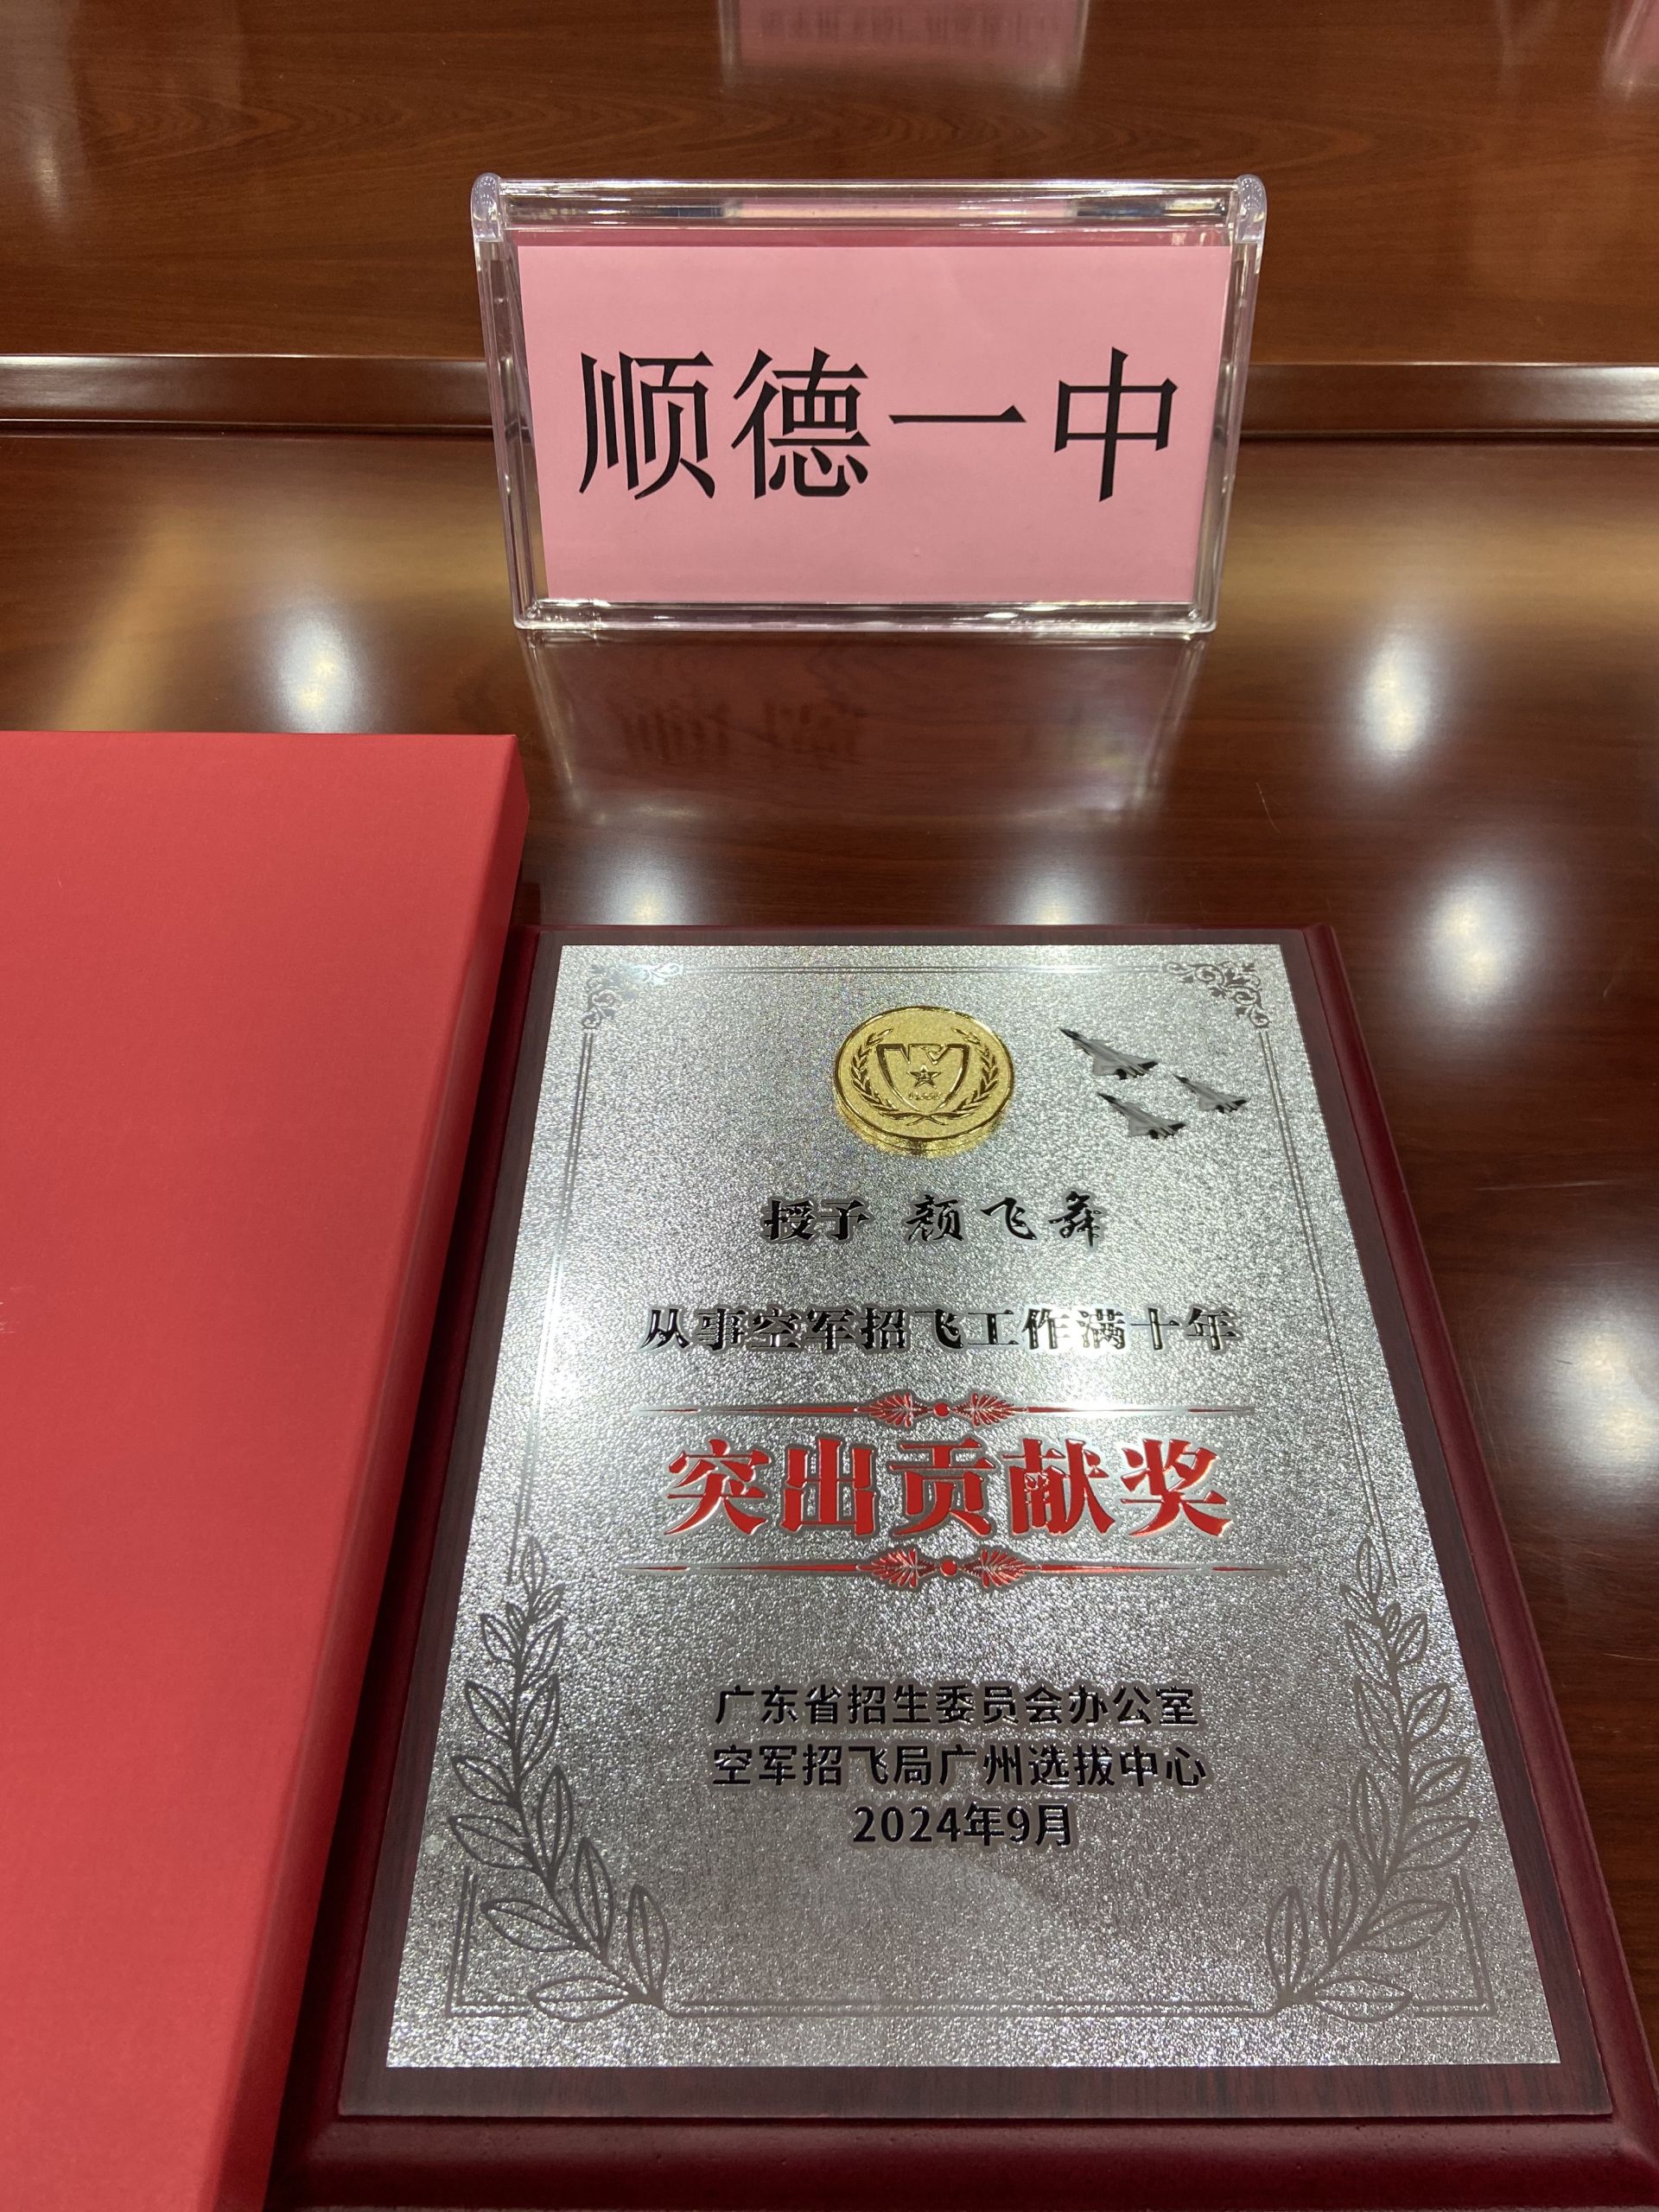 顺德一中
授予 颜飞舞
从事空军招飞工作满十年
突出贡献奖
广东省招生委员会办公室
空军招飞局广州选拔中心
2024年9月